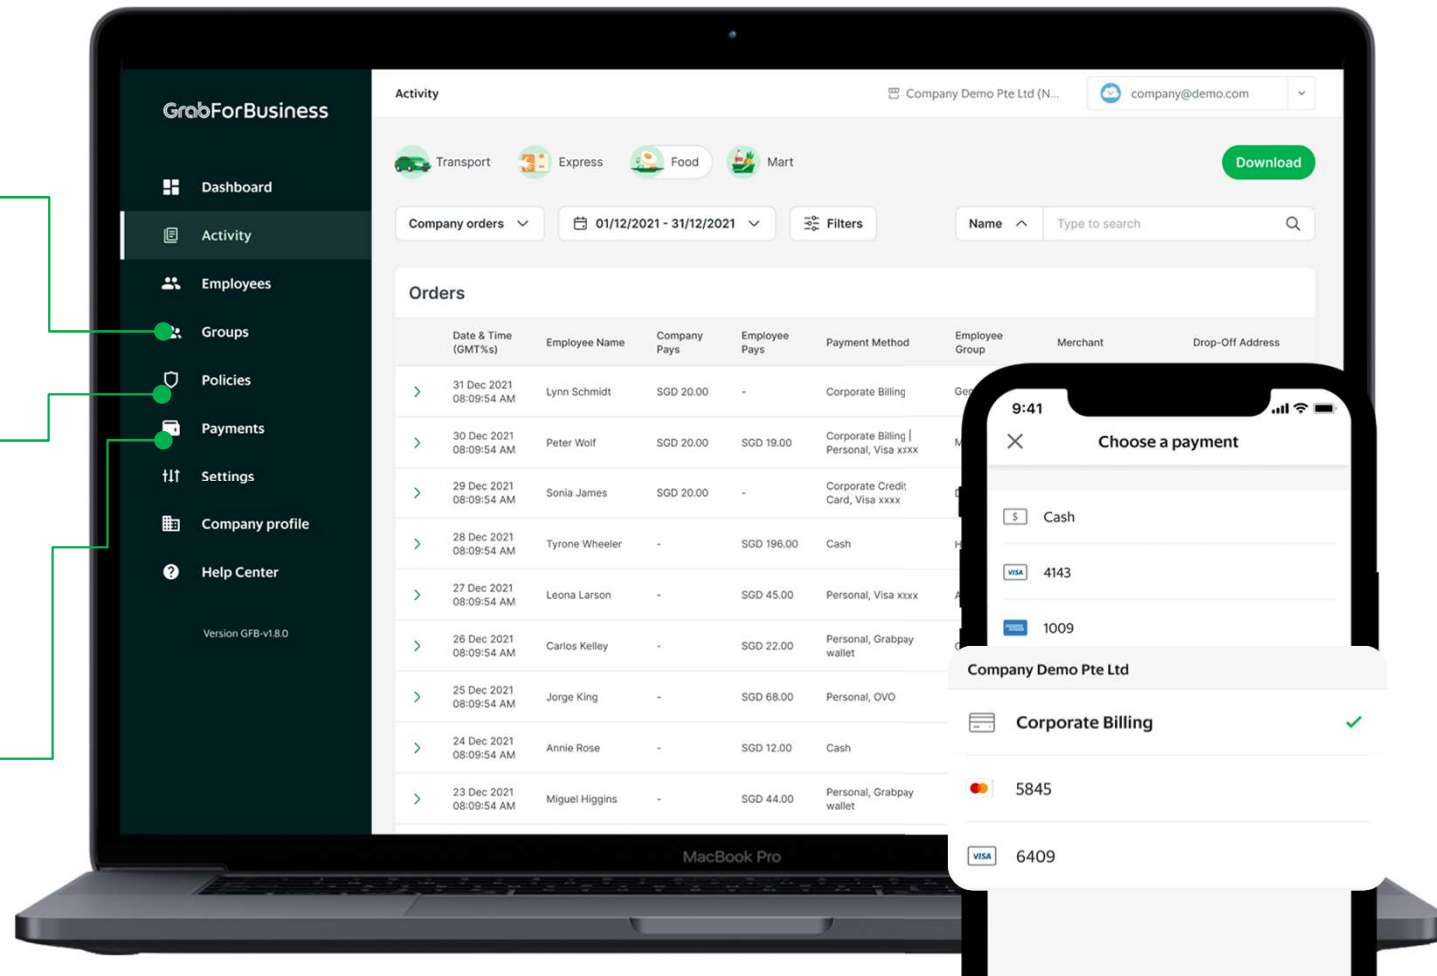 GrabForBusiness
Dashboard
Activity
Employees
Groups
Policies
Payments
Settings
Company profile
Help Center
Version GFB-v1.8.0
Activity
Company Demo Pte Ltd (N...
company@demo.com
Transport
Express
Food
Mart
Download
Company orders
01/12/2021 - 31/12/2021
Filters
Name
Type to search
Orders
Date & Time (GMT%s) Employee Name Company Pays Employee Pays Payment Method Employee Group Merchant Drop-Off Address
31 Dec 2021 08:09:54 AM Lynn Schmidt SGD 20.00 - Corporate Billing
30 Dec 2021 08:09:54 AM Peter Wolf SGD 20.00 SGD 19.00 Corporate Billing | Personal, Visa xxxx
29 Dec 2021 08:09:54 AM Sonia James SGD 20.00 - Corporate Credit Card, Visa xxxx
28 Dec 2021 08:09:54 AM Tyrone Wheeler - SGD 196.00 Cash
27 Dec 2021 08:09:54 AM Leona Larson - SGD 45.00 Personal, Visa xxxx
26 Dec 2021 08:09:54 AM Carlos Kelley - SGD 22.00 Personal, Grabpay wallet
25 Dec 2021 08:09:54 AM Jorge King - SGD 68.00 Personal, OVO
24 Dec 2021 08:09:54 AM Annie Rose - SGD 12.00 Cash
23 Dec 2021 08:09:54 AM Miguel Higgins - SGD 44.00 Personal, Grabpay wallet
MacBook Pro
9:41
Choose a payment
$ Cash
VISA 4143
1009
Company Demo Pte Ltd
Corporate Billing
5845
VISA 6409